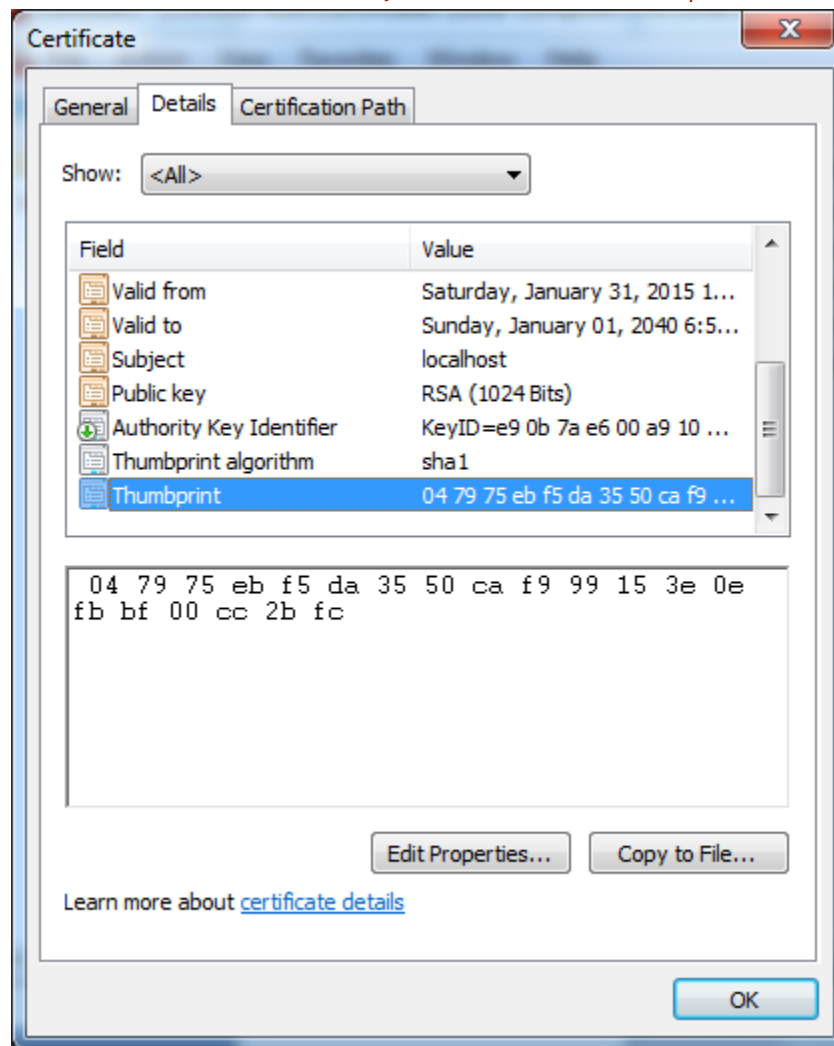 Certificate
General Details Certification Path
Show: <All>
Field Value
Valid from Saturday, January 31, 2015 1...
Valid to Sunday, January 01, 2040 6:5...
Subject localhost
Public key RSA (1024 Bits)
Authority Key Identifier KeyID=e9 0b 7a e6 00 a9 10 ...
Thumbprint algorithm sha1
Thumbprint 04 79 75 eb f5 da 35 50 ca f9 ...
04 79 75 eb f5 da 35 50 ca f9 99 15 3e 0e
fb bf 00 cc 2b fc
Edit Properties... Copy to File...
Learn more about certificate details
OK